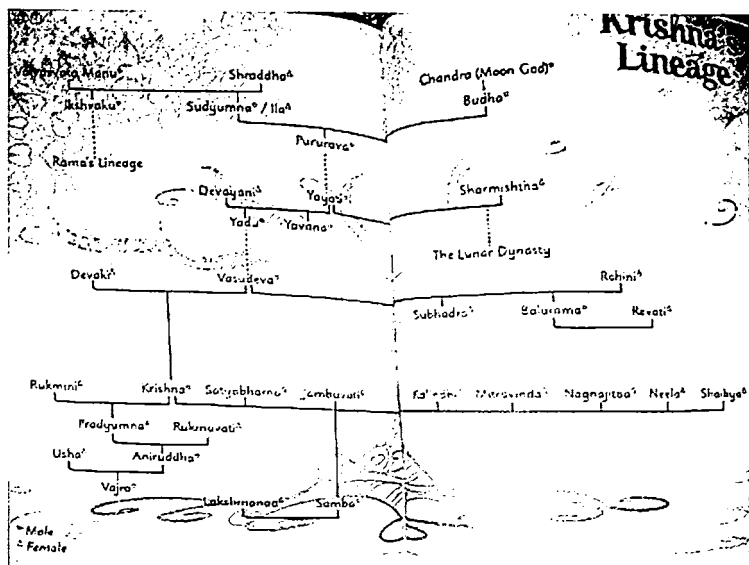 Krishna's
Lineage
Vaivasvata Manu Shraddha Chandra (Moon God)
Ikshvaku Sudyumna / Ila Budha
Pururava
Rama's Lineage
Devayani Yayati Sharmishtha
Yadu Yavana
The Lunar Dynasty
Devaki Vasudeva Rohini
Subhadra Balarama Revati
Rukmini Krishna Satyabhama Jambavati Kalindi Mitravinda Nagnajitaa Neela Shaibya
Pradyumna Rukmavati
Usha Aniruddha
Vajra
Lakshmanaa Samba
Male
Female